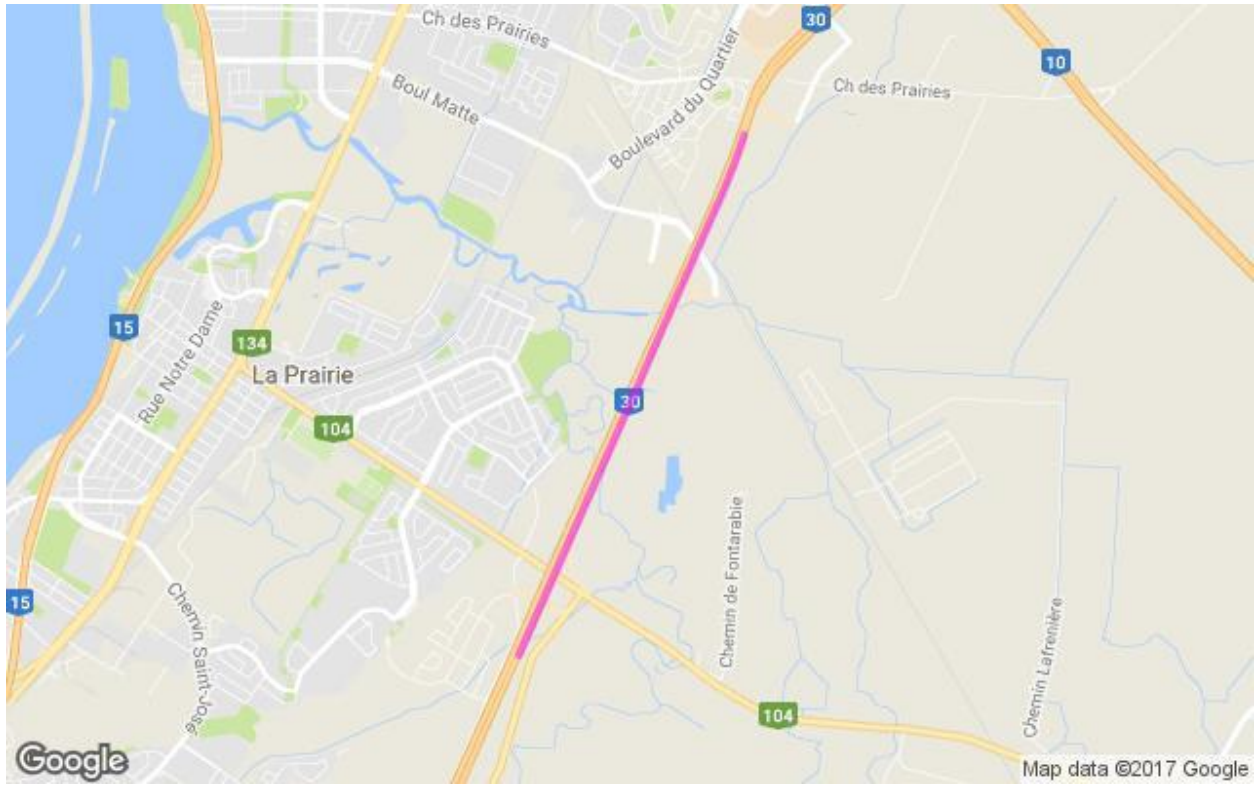 30
Ch des Prairies
10
Boulevard du Quartier
Boul Matte
Ch des Prairies
15
Rue Notre Dame
134
La Prairie
30
104
Chemin de Fontarabie
15
Chemin Saint-José
Chemin Lafrenière
104
Google
Map data ©2017 Google